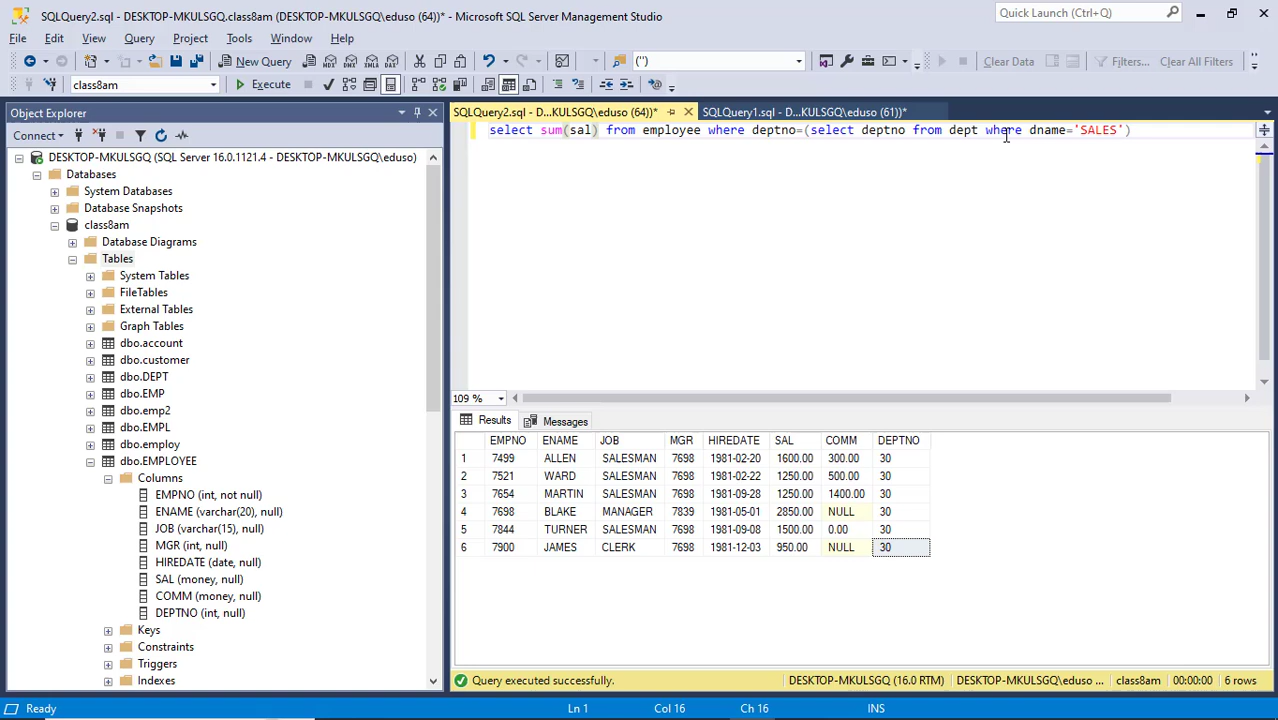 SQLQuery2.sql - DESKTOP-MKULSGQ.class8am (DESKTOP-MKULSGQ\eduso (64))* - Microsoft SQL Server Management Studio
Quick Launch (Ctrl+Q)
File Edit View Query Project Tools Window Help
New Query MDX DMX XMLA DAX ('') Clear Data Filters... Clear All Filters
class8am Execute
Object Explorer
SQLQuery2.sql - D...KULSGQ\eduso (64))* SQLQuery1.sql - D...KULSGQ\eduso (61))*
Connect
select sum(sal) from employee where deptno=(select deptno from dept where dname='SALES')
DESKTOP-MKULSGQ (SQL Server 16.0.1121.4 - DESKTOP-MKULSGQ\eduso)
Databases
System Databases
Database Snapshots
class8am
Database Diagrams
Tables
System Tables
FileTables
External Tables
Graph Tables
dbo.account
dbo.customer
dbo.DEPT
dbo.EMP
dbo.emp2
dbo.EMPL
dbo.employ
dbo.EMPLOYEE
Columns
EMPNO (int, not null)
ENAME (varchar(20), null)
JOB (varchar(15), null)
MGR (int, null)
HIREDATE (date, null)
SAL (money, null)
COMM (money, null)
DEPTNO (int, null)
Keys
Constraints
Triggers
Indexes
109 %
Results Messages
EMPNO ENAME JOB MGR HIREDATE SAL COMM DEPTNO
1 7499 ALLEN SALESMAN 7698 1981-02-20 1600.00 300.00 30
2 7521 WARD SALESMAN 7698 1981-02-22 1250.00 500.00 30
3 7654 MARTIN SALESMAN 7698 1981-09-28 1250.00 1400.00 30
4 7698 BLAKE MANAGER 7839 1981-05-01 2850.00 NULL 30
5 7844 TURNER SALESMAN 7698 1981-09-08 1500.00 0.00 30
6 7900 JAMES CLERK 7698 1981-12-03 950.00 NULL 30
Query executed successfully. DESKTOP-MKULSGQ (16.0 RTM) DESKTOP-MKULSGQ\eduso ... class8am 00:00:00 6 rows
Ready Ln 1 Col 16 Ch 16 INS